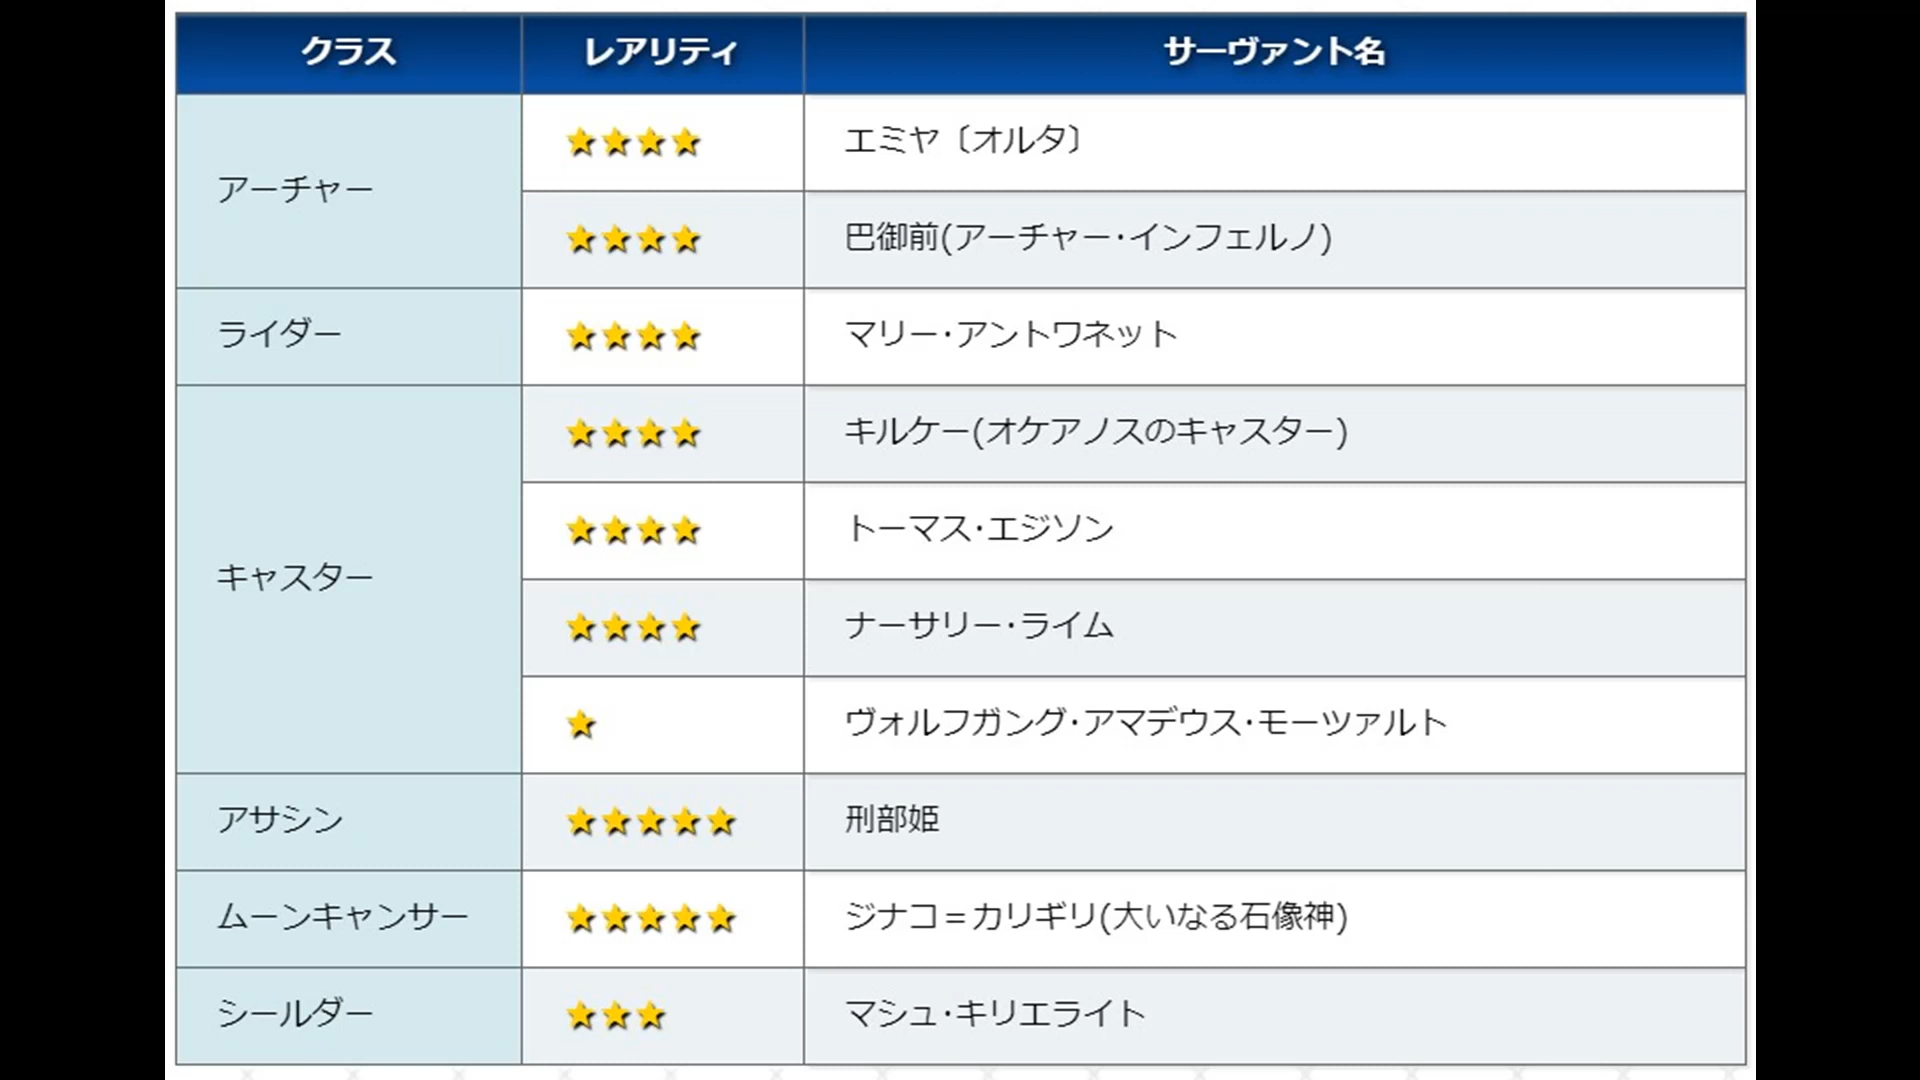 クラス レアリティ サーヴァント名
アーチャー ★★★★ エミヤ〔オルタ〕
★★★★ 巴御前(アーチャー・インフェルノ)
ライダー ★★★★ マリー・アントワネット
キャスター ★★★★ キルケー(オケアノスのキャスター)
★★★★ トーマス・エジソン
★★★★ ナーサリー・ライム
★ ヴォルフガング・アマデウス・モーツァルト
アサシン ★★★★★ 刑部姫
ムーンキャンサー ★★★★★ ジナコ=カリギリ(大いなる石像神)
シールダー ★★★ マシュ・キリエライト